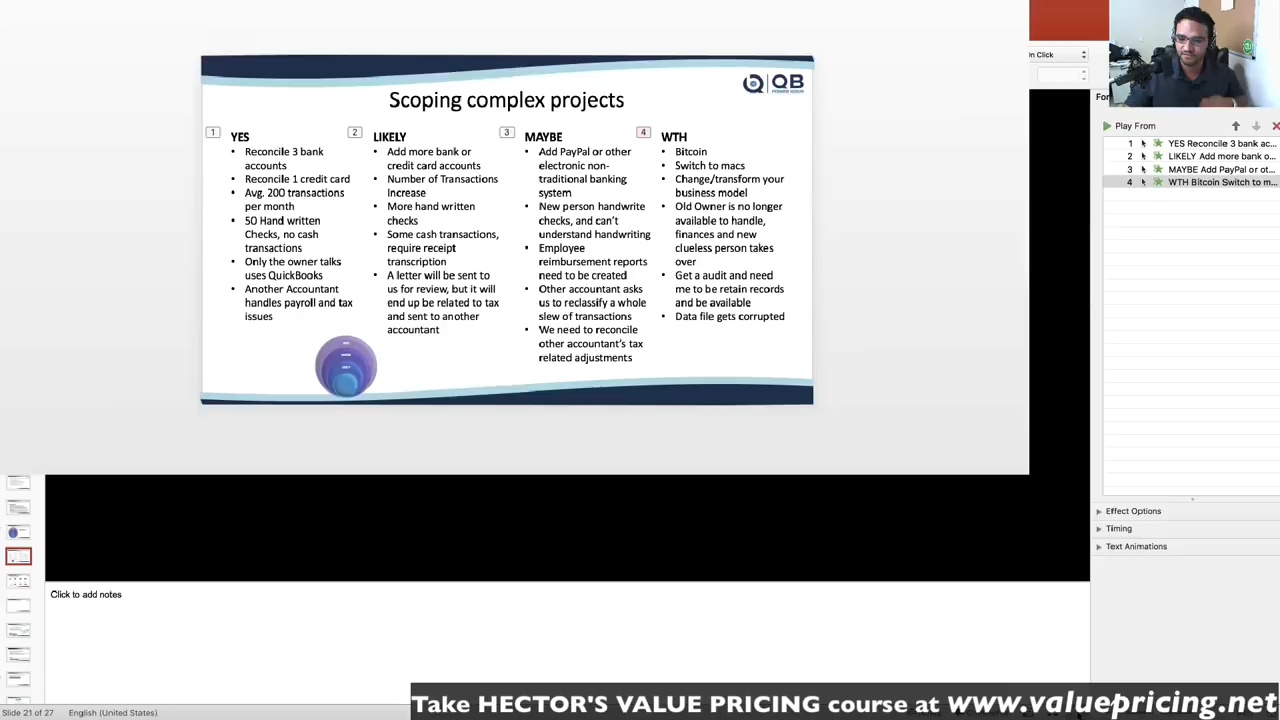 QB
POWER HOUR
Scoping complex projects
1
YES
• Reconcile 3 bank
accounts
• Reconcile 1 credit card
• Avg. 200 transactions
per month
• 50 Hand written
Checks, no cash
transactions
• Only the owner talks
uses QuickBooks
• Another Accountant
handles payroll and tax
issues
2
LIKELY
• Add more bank or
credit card accounts
• Number of Transactions
Increase
• More hand written
checks
• Some cash transactions,
require receipt
transcription
• A letter will be sent to
us for review, but it will
end up be related to tax
and sent to another
accountant
3
MAYBE
• Add PayPal or other
electronic non-
traditional banking
system
• New person handwrite
checks, and can't
understand handwriting
• Employee
reimbursement reports
need to be created
• Other accountant asks
us to reclassify a whole
slew of transactions
• We need to reconcile
other accountant's tax
related adjustments
4
WTH
• Bitcoin
• Switch to macs
• Change/transform your
business model
• Old Owner is no longer
available to handle,
finances and new
clueless person takes
over
• Get a audit and need
me to be retain records
and be available
• Data file gets corrupted
n Click
For
Play From
1 YES Reconcile 3 bank ac...
2 LIKELY Add more bank o...
3 MAYBE Add PayPal or o...
4 WTH Bitcoin Switch to m...
Effect Options
Timing
Text Animations
Click to add notes
Take HECTOR'S VALUE PRICING course at www.valuepricing.net
Slide 21 of 27 English (United States)